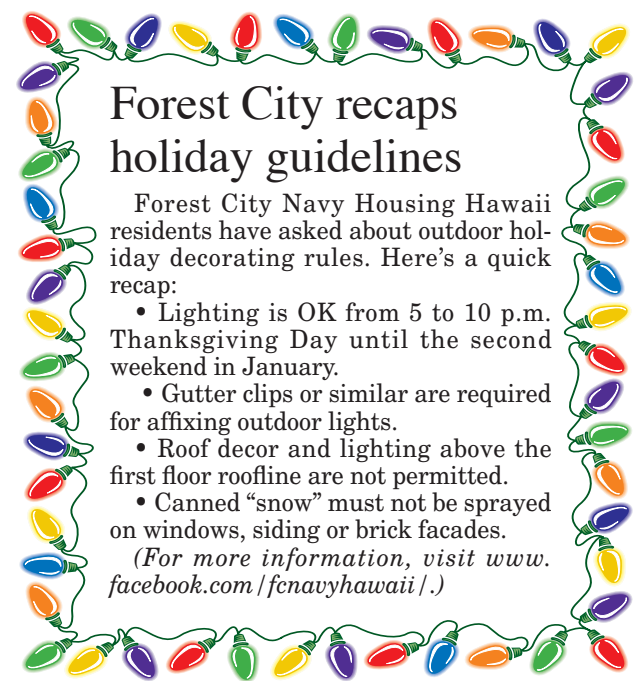 Forest City recaps
holiday guidelines
Forest City Navy Housing Hawaii
residents have asked about outdoor hol-
iday decorating rules. Here's a quick
recap:
• Lighting is OK from 5 to 10 p.m.
Thanksgiving Day until the second
weekend in January.
• Gutter clips or similar are required
for affixing outdoor lights.
• Roof decor and lighting above the
first floor roofline are not permitted.
• Canned “snow” must not be sprayed
on windows, siding or brick facades.
(For more information, visit www.
facebook.com/fcnavyhawaii/.)